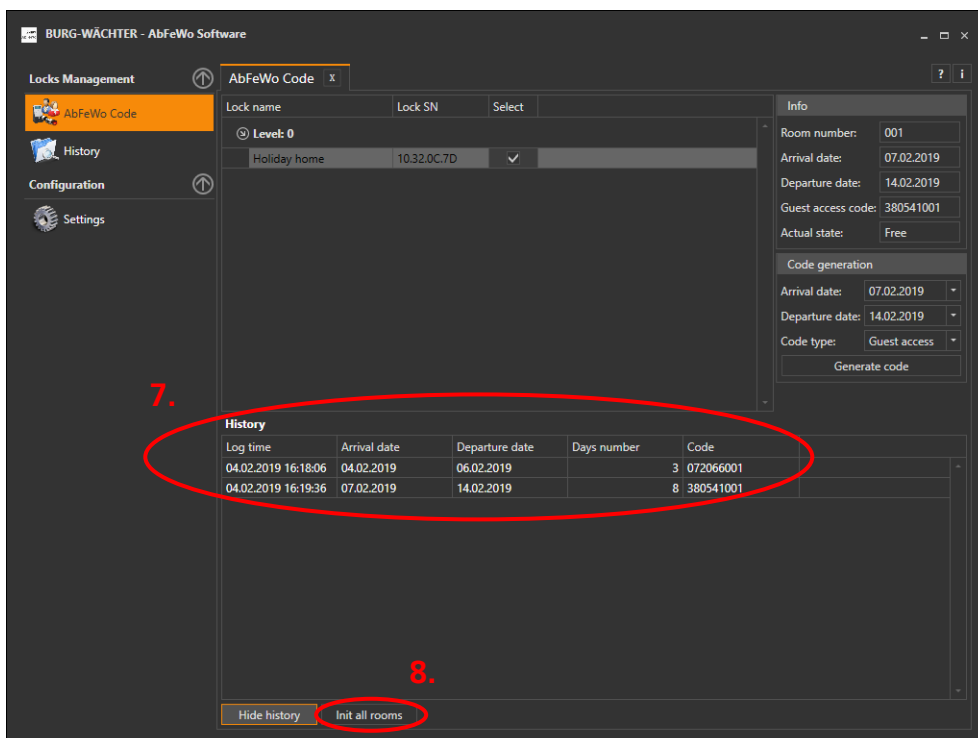 BURG-WÄCHTER - AbFeWo Software
Locks Management
AbFeWo Code
History
Configuration
Settings
AbFeWo Code x
? i
Lock name Lock SN Select
Level: 0
Holiday home 10.32.0C.7D
Info
Room number: 001
Arrival date: 07.02.2019
Departure date: 14.02.2019
Guest access code: 380541001
Actual state: Free
Code generation
Arrival date: 07.02.2019
Departure date: 14.02.2019
Code type: Guest access
Generate code
7.
History
Log time Arrival date Departure date Days number Code
04.02.2019 16:18:06 04.02.2019 06.02.2019 3 072066001
04.02.2019 16:19:36 07.02.2019 14.02.2019 8 380541001
8.
Hide history Init all rooms